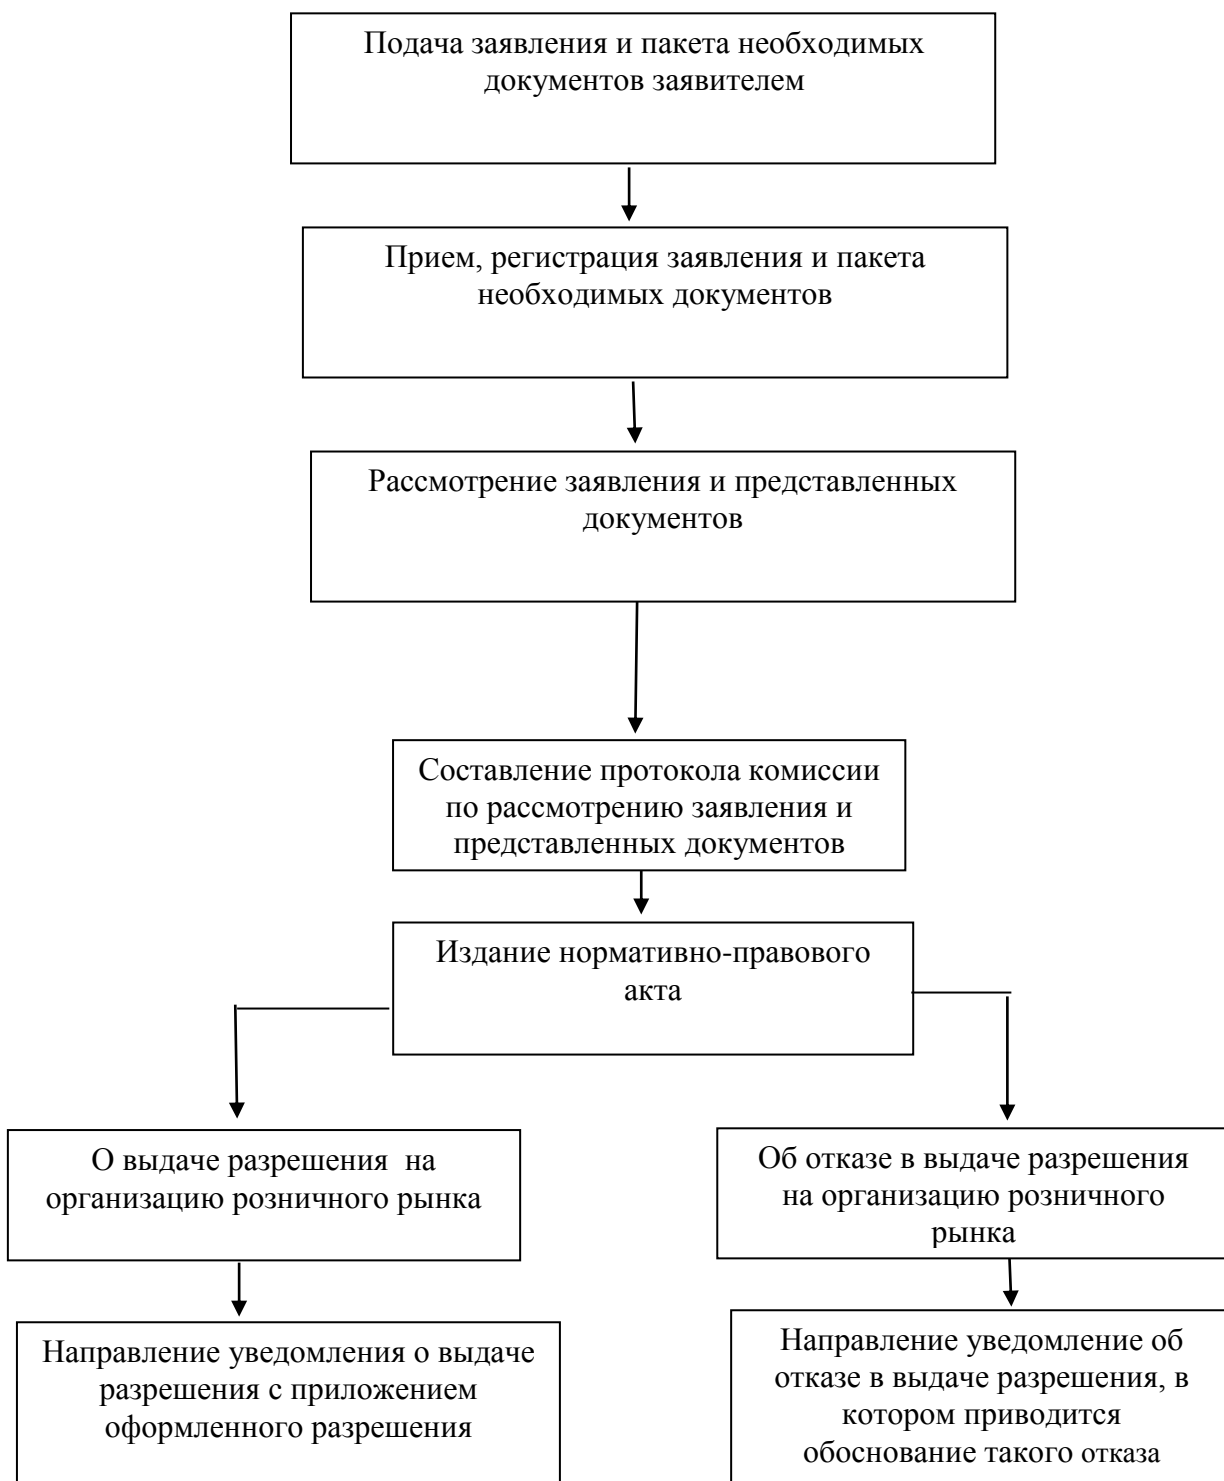 Подача заявления и пакета необходимых
документов заявителем
Прием, регистрация заявления и пакета
необходимых документов
Рассмотрение заявления и представленных
документов
Составление протокола комиссии
по рассмотрению заявления и
представленных документов
Издание нормативно-правового
акта
О выдаче разрешения на
организацию розничного рынка
Об отказе в выдаче разрешения
на организацию розничного
рынка
Направление уведомления о выдаче
разрешения с приложением
оформленного разрешения
Направление уведомление об
отказе в выдаче разрешения, в
котором приводится
обоснование такого отказа